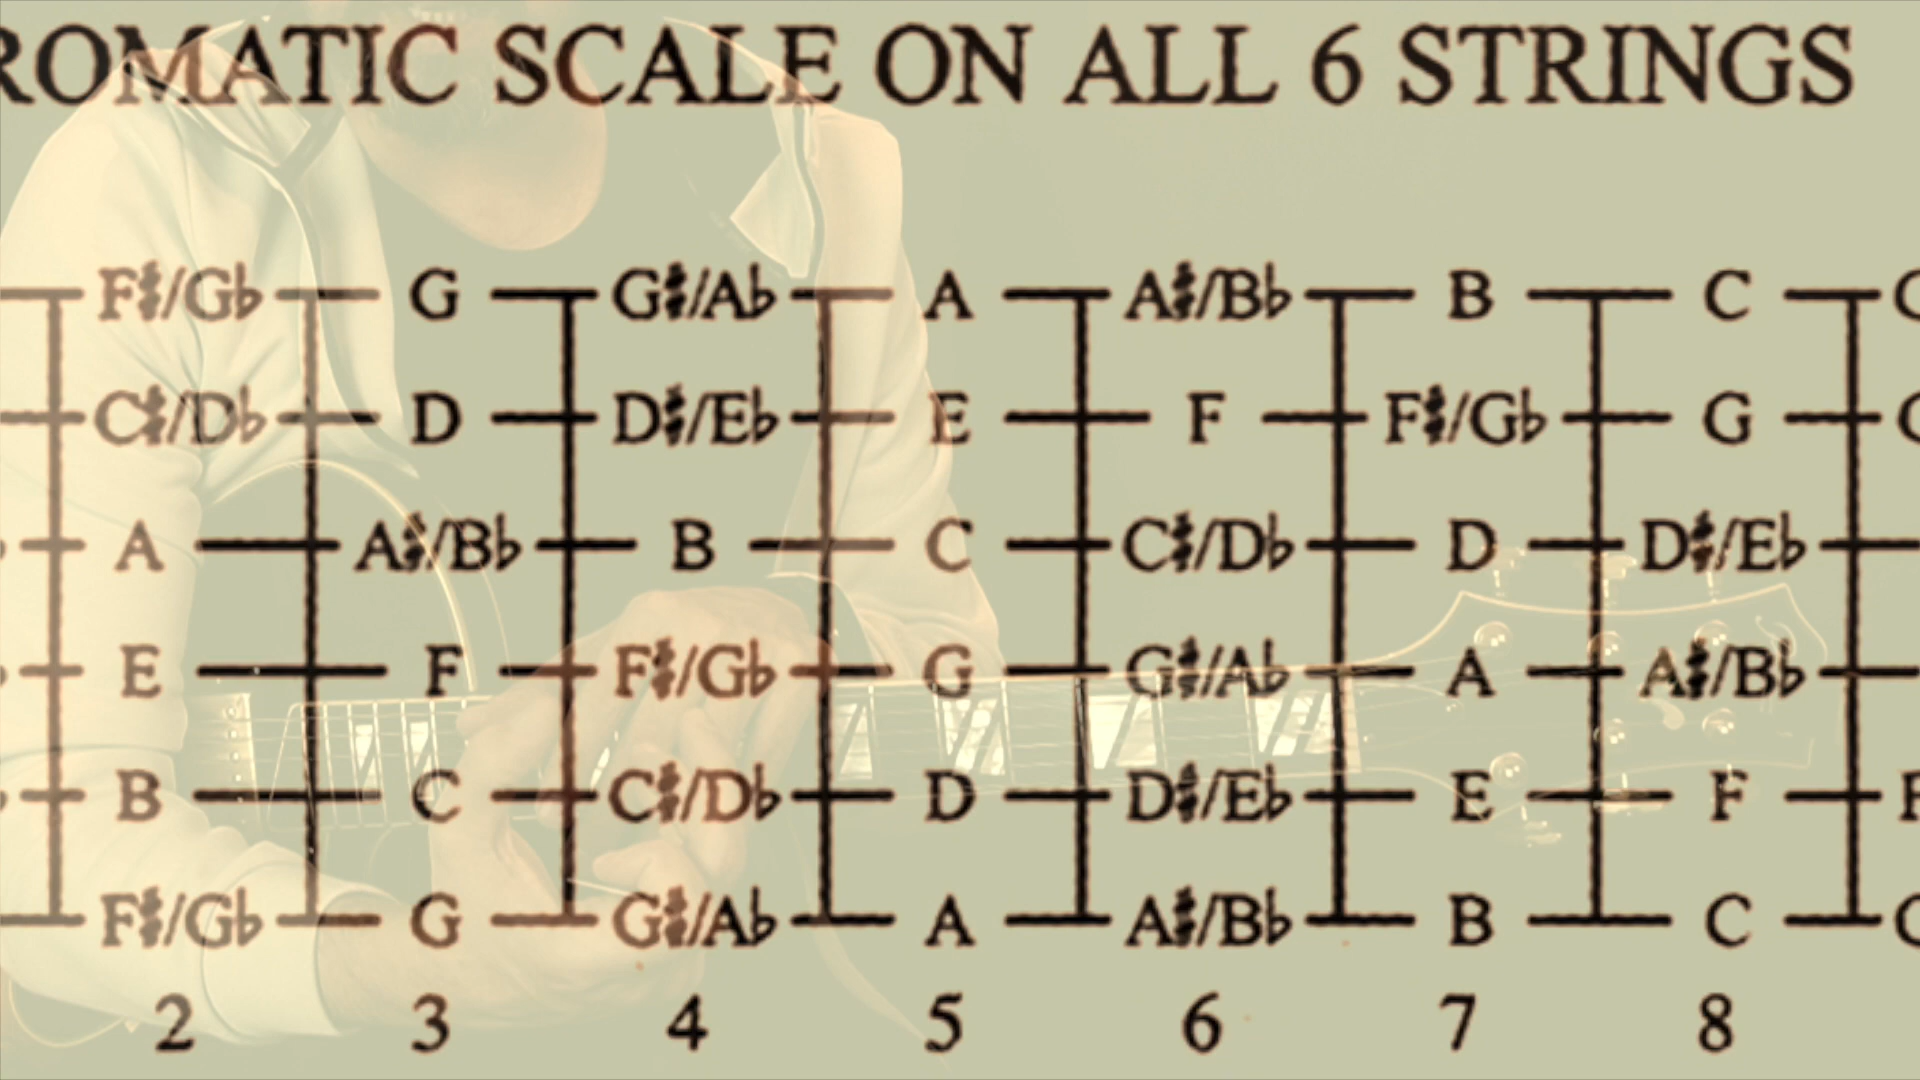 ROMATIC SCALE ON ALL 6 STRINGS
F♯/G♭ G G♯/A♭ A A♯/B♭ B C
C♯/D♭ D D♯/E♭ E F F♯/G♭ G
A A♯/B♭ B C C♯/D♭ D D♯/E♭
E F F♯/G♭ G G♯/A♭ A A♯/B♭
B C C♯/D♭ D D♯/E♭ E F
F♯/G♭ G G♯/A♭ A A♯/B♭ B C
2 3 4 5 6 7 8